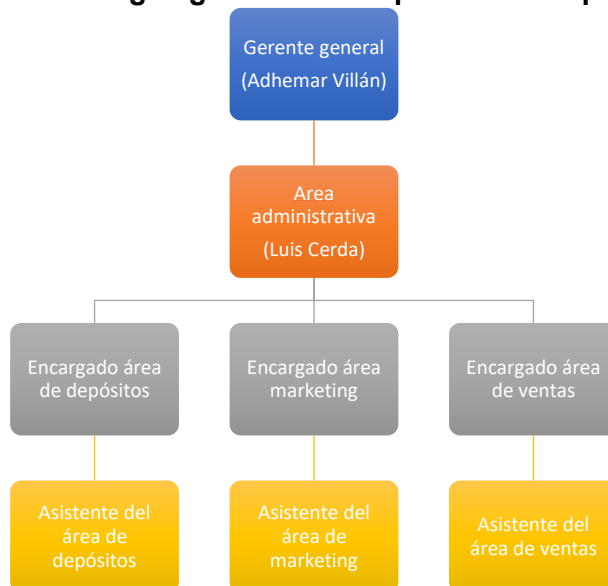 Gerente general
(Adhemar Villán)
Area
administrativa
(Luis Cerda)
Encargado área
de depósitos
Encargado área
marketing
Encargado área
de ventas
Asistente del
área de
depósitos
Asistente del
área de
marketing
Asistente del
área de ventas